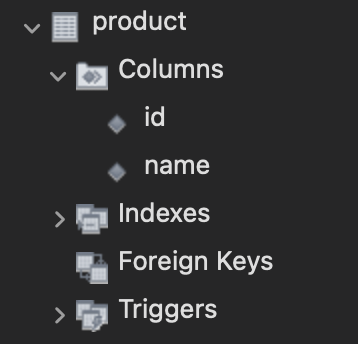 product
Columns
id
name
Indexes
Foreign Keys
Triggers